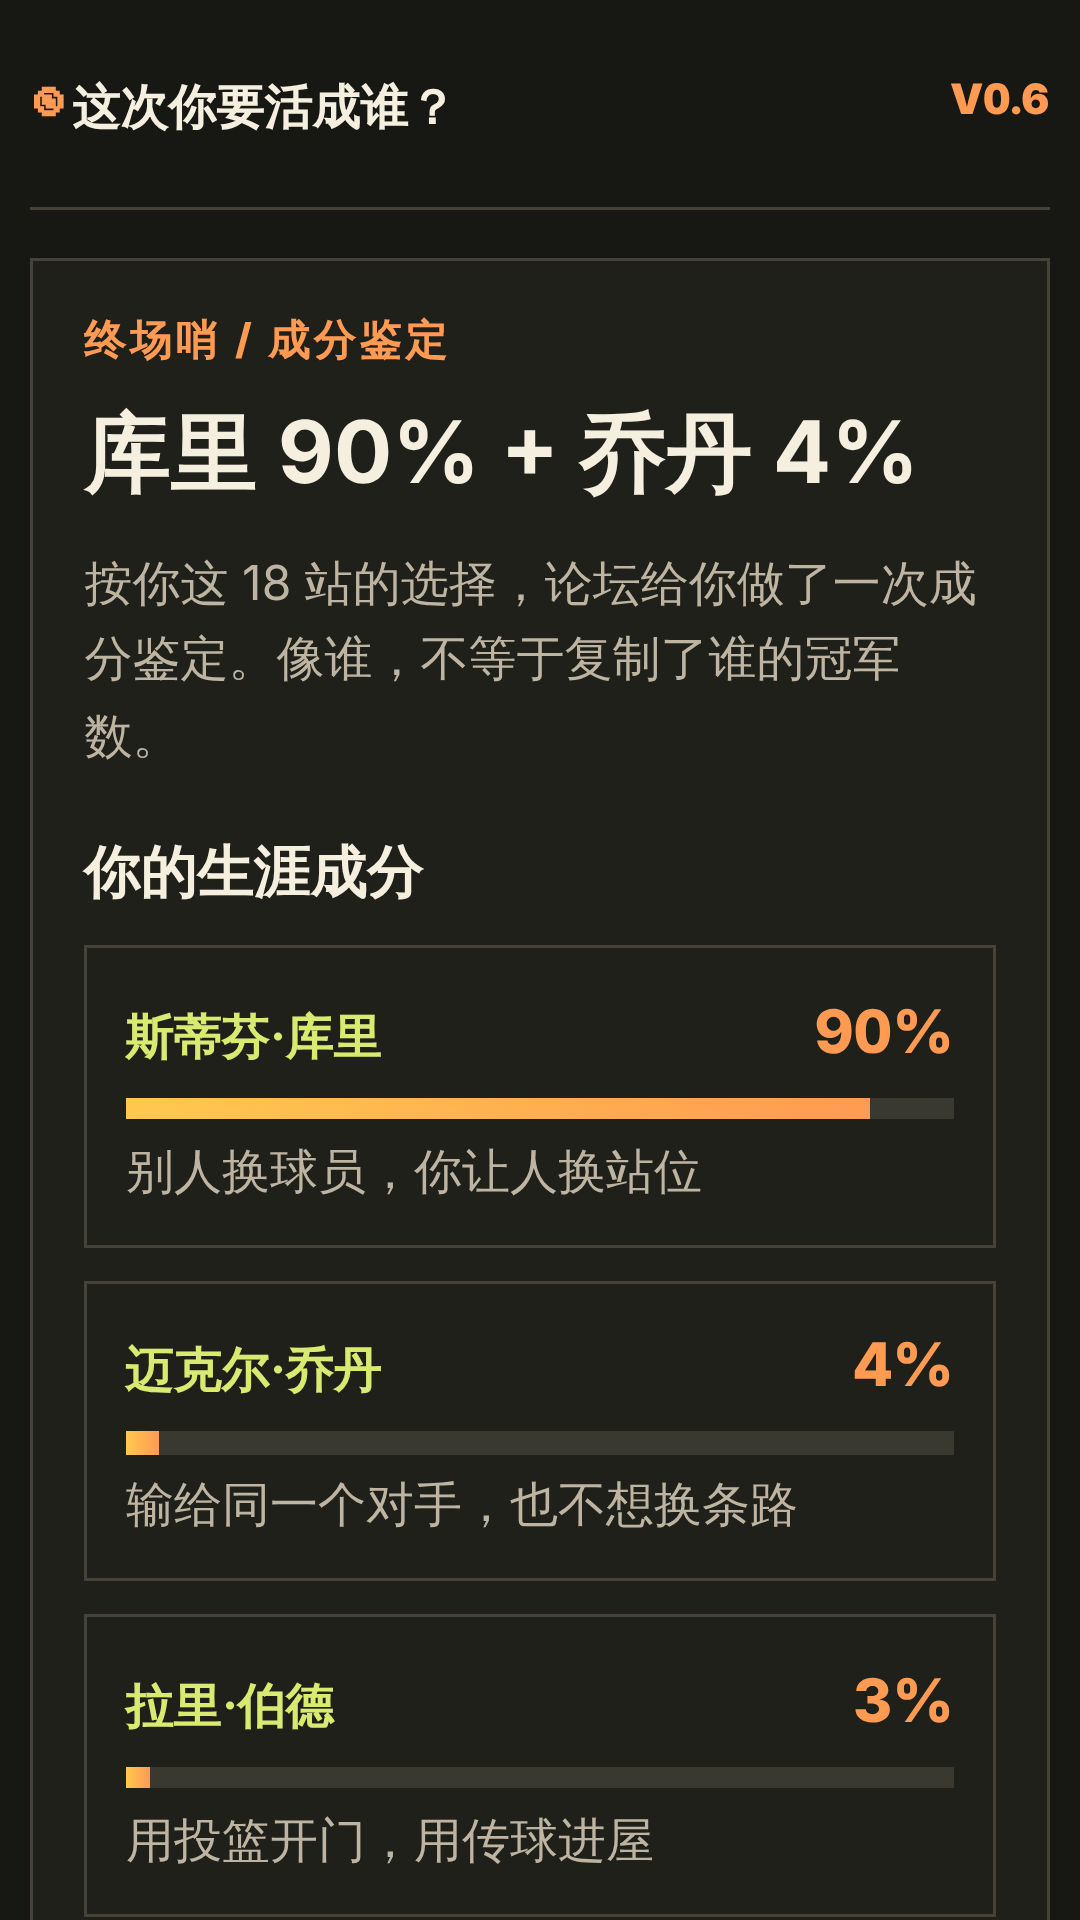 这次你要活成谁？
V0.6
终场哨 / 成分鉴定
库里 90% + 乔丹 4%
按你这 18 站的选择，论坛给你做了一次成
分鉴定。像谁，不等于复制了谁的冠军
数。
你的生涯成分
斯蒂芬·库里
90%
别人换球员，你让人换站位
迈克尔·乔丹
4%
输给同一个对手，也不想换条路
拉里·伯德
3%
用投篮开门，用传球进屋